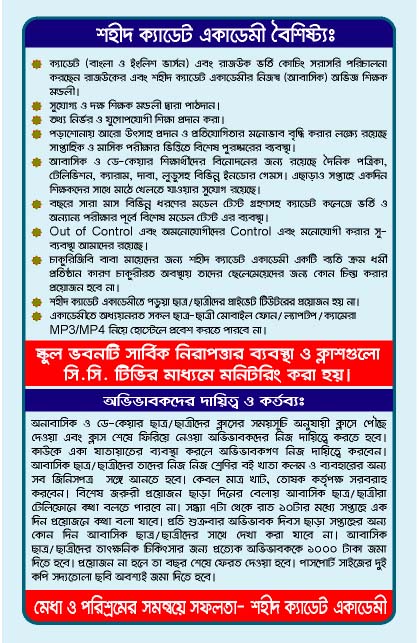 শহীদ ক্যাডেট একাডেমী বৈশিষ্ট্যঃ
ক্যাডেট (বাংলা ও ইংলিশ ভার্সন) এবং রাজউক ভর্তি কোচিং সরাসরি পরিচালনা
করছেন রাজউকের এবং শহীদ ক্যাডেট একাডেমীর নিজস্ব (আবাসিক) অভিজ্ঞ শিক্ষক
মন্ডলী।
সুযোগ্য ও দক্ষ শিক্ষক মন্ডলী দ্বারা পাঠদান।
তথ্য নির্ভর ও যুগোপযোগী শিক্ষা প্রদান করা।
পড়াশোনায় আরো উৎসাহ প্রদান ও প্রতিযোগিতার মনোভাব বৃদ্ধি করার লক্ষ্যে রয়েছে
সাপ্তাহিক ও মাসিক পরীক্ষার ভিত্তিতে বিশেষ পুরষ্কারের ব্যবস্থা।
আবাসিক ও ডে-কেয়ার শিক্ষার্থীদের বিনোদনের জন্য রয়েছে দৈনিক পত্রিকা,
টেলিভিশন, ক্যারাম, দাবা, লুডুসহ বিভিন্ন ইনডোর গেমস। এছাড়াও সপ্তাহে একদিন
শিক্ষকদের সাথে মাঠে খেলতে যাওয়ার সুযোগ রয়েছে।
বছরে সারা মাস বিভিন্ন ধরণের মডেল টেস্ট গ্রহণসহ ক্যাডেট কলেজে ভর্তি ও
অন্যান্য পরীক্ষার পূর্বে বিশেষ মডেল টেস্ট এর ব্যবস্থা।
Out of Control এবং অমনোযোগীদের Control এবং মনোযোগী করার সু-
ব্যবস্থা আমাদের রয়েছে।
চাকুরিজিবি বাবা মায়েদের জন্য শহীদ ক্যাডেট একাডেমী একটি ব্যতি ক্রম ধর্মী
প্রতিষ্ঠান কারণ চাকুরীরত অবস্থায় তাদের ছেলেমেয়েদের জন্য কোন চিন্তা করার
প্রয়োজন হবে না।
শহীদ ক্যাডেট একাডেমীতে পড়ুয়া ছাত্র/ছাত্রীদের প্রাইভেট টিউটরের প্রয়োজন হয় না।
একাডেমীতে অধ্যয়নরত সকল ছাত্র-ছাত্রী মোবাইল ফোন/ ল্যাপটপ /ক্যামেরা
MP3/MP4 নিয়ে হোস্টেলে প্রবেশ করতে পারবে না।
স্কুল ভবনটি সার্বিক নিরাপত্তার ব্যবস্থা ও ক্লাশগুলো
সি.সি. টিভির মাধ্যমে মনিটরিং করা হয়।
অভিভাবকদের দায়িত্ব ও কর্তব্যঃ
অনাবাসিক ও ডে-কেয়ার ছাত্র/ছাত্রীদের ক্লাসের সময়সূচি অনুযায়ী ক্লাসে পৌছে
দেওয়া এবং ক্লাস শেষে ফিরিয়ে নেওয়া অভিভাবকদের নিজ দায়িত্বে করতে হবে।
কাউকে একা যাতায়াতের ব্যবস্থা করলে অভিভাবকগণ নিজ দায়িত্বে করবেন।
আবাসিক ছাত্র/ছাত্রীদের তাদের নিজ নিজ শ্রেণির বই খাতা কলম ও ব্যবহারের অন্য
সব জিনিসপত্র সঙ্গে আনতে হবে। কেবল মাত্র খাট, তোষক কর্তৃপক্ষ সরবরাহ
করবেন। বিশেষ জরুরী প্রয়োজন ছাড়া দিনের বেলায় আবাসিক ছাত্র/ছাত্রীরা
টেলিফোনে কথা বলতে পারবে না। সন্ধ্যা ৭টা থেকে রাত ১০টার মধ্যে সপ্তাহে এক
দিন প্রয়োজনে কথা বলা যাবে। প্রতি শুক্রবার অভিভাবক দিবস ছাড়া সপ্তাহের অন্য
কোন দিন আবাসিক ছাত্র/ছাত্রীদের সাথে দেখা করা যাবে না। আবাসিক
ছাত্র/ছাত্রীদের তাৎক্ষনিক চিকিৎসার জন্য প্রত্যেক অভিভাবককে ১০০০ টাকা জমা
দিতে হবে। প্রয়োজন না হলে তা বছর শেষে ফেরত দেওয়া হবে। পাসপোর্ট সাইজের দুই
কপি সদ্যতোলা ছবি অবশ্যই জমা দিতে হবে।
মেধা ও পরিশ্রমের সমন্বয়ে সফলতা- শহীদ ক্যাডেট একাডেমী